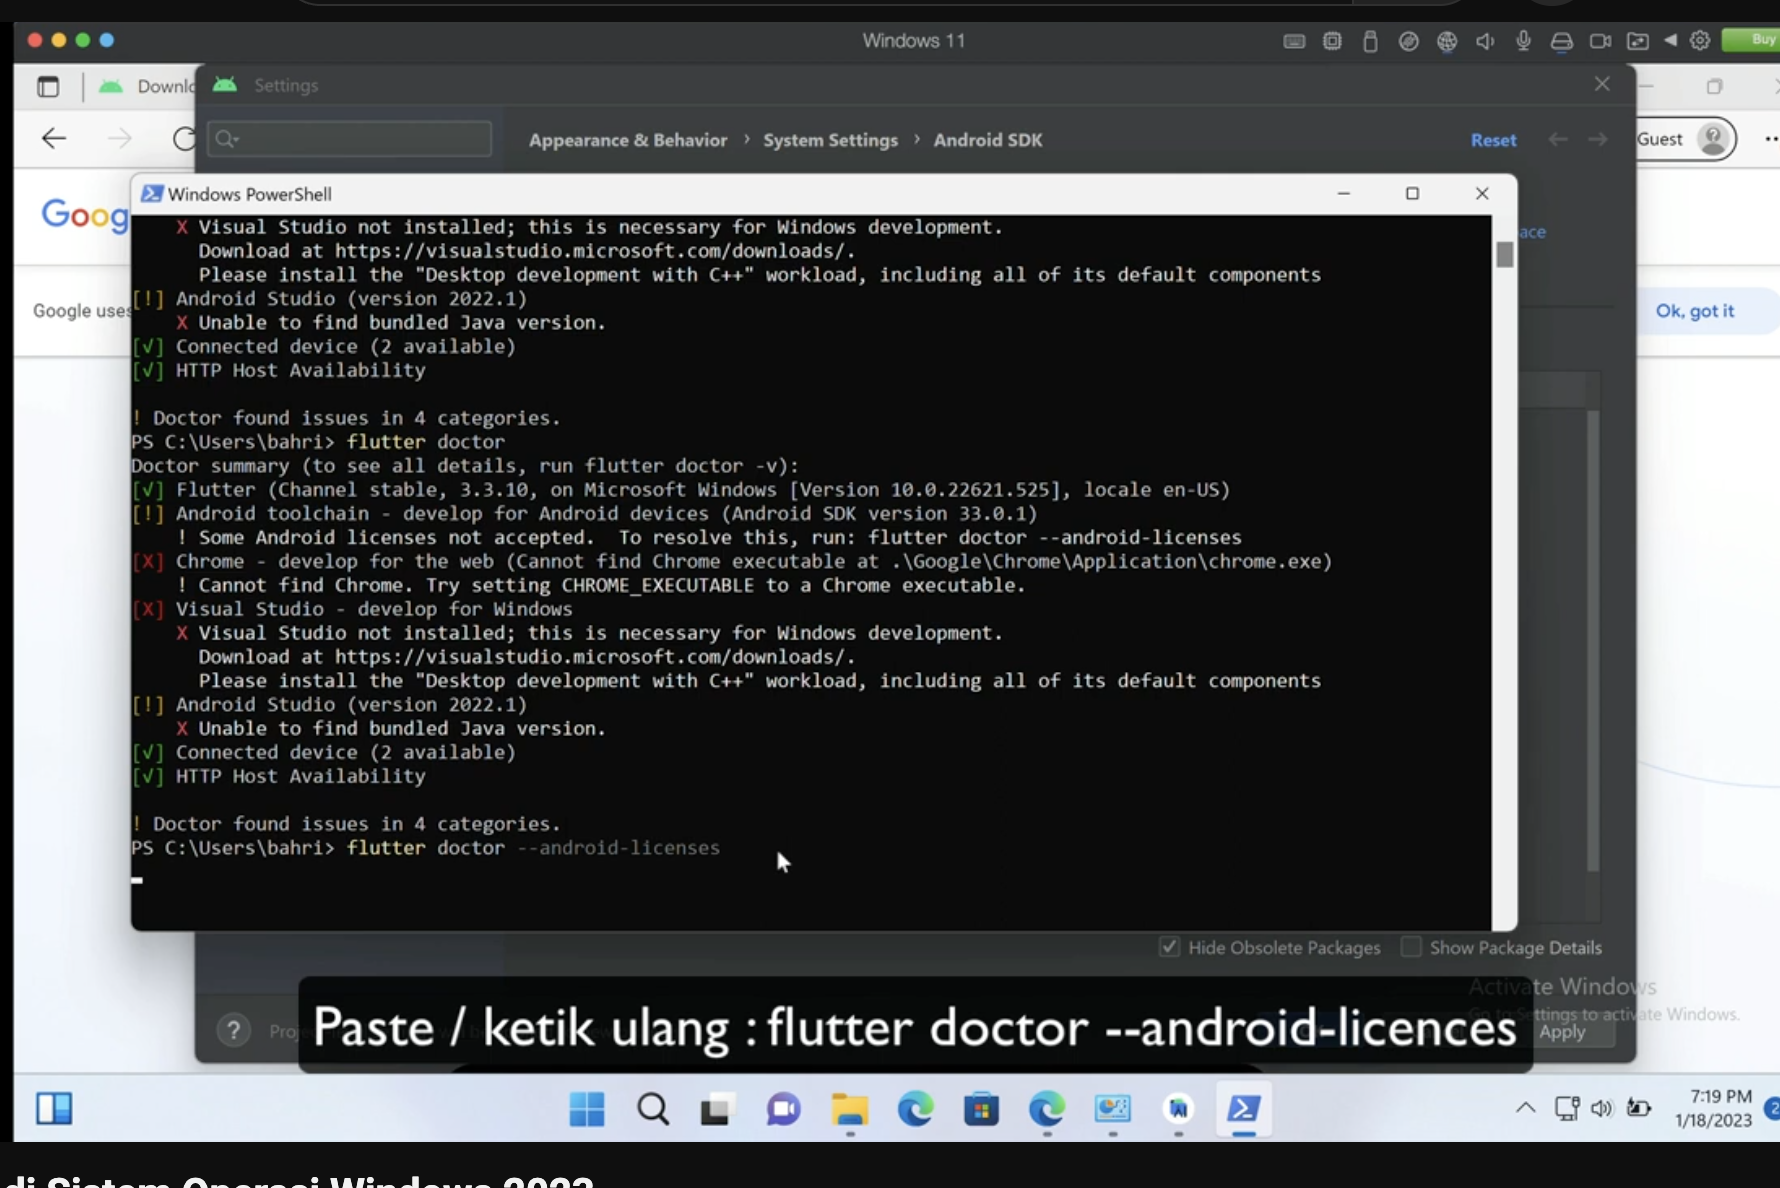 Windows 11
Buy
Settings
Appearance & Behavior › System Settings › Android SDK
Reset
Guest
Goog
Google uses
Ok, got it
Windows PowerShell
X Visual Studio not installed; this is necessary for Windows development.
Download at https://visualstudio.microsoft.com/downloads/.
Please install the "Desktop development with C++" workload, including all of its default components
[!] Android Studio (version 2022.1)
X Unable to find bundled Java version.
[√] Connected device (2 available)
[√] HTTP Host Availability
! Doctor found issues in 4 categories.
PS C:\Users\bahri> flutter doctor
Doctor summary (to see all details, run flutter doctor -v):
[√] Flutter (Channel stable, 3.3.10, on Microsoft Windows [Version 10.0.22621.525], locale en-US)
[!] Android toolchain - develop for Android devices (Android SDK version 33.0.1)
! Some Android licenses not accepted.  To resolve this, run: flutter doctor --android-licenses
[X] Chrome - develop for the web (Cannot find Chrome executable at .\Google\Chrome\Application\chrome.exe)
! Cannot find Chrome. Try setting CHROME_EXECUTABLE to a Chrome executable.
[X] Visual Studio - develop for Windows
X Visual Studio not installed; this is necessary for Windows development.
Download at https://visualstudio.microsoft.com/downloads/.
Please install the "Desktop development with C++" workload, including all of its default components
[!] Android Studio (version 2022.1)
X Unable to find bundled Java version.
[√] Connected device (2 available)
[√] HTTP Host Availability
! Doctor found issues in 4 categories.
PS C:\Users\bahri> flutter doctor --android-licenses
Hide Obsolete Packages
Show Package Details
Activate Windows
Go to Settings to activate Windows.
Apply
Paste / ketik ulang : flutter doctor --android-licences
7:19 PM
1/18/2023
di Sistem Operasi Windows 2023